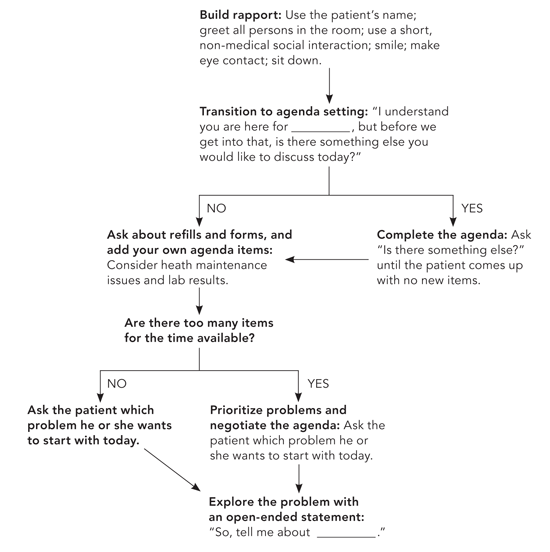 Build rapport: Use the patient's name;
greet all persons in the room; use a short,
non-medical social interaction; smile; make
eye contact; sit down.
Transition to agenda setting: “I understand
you are here for __________, but before we
get into that, is there something else you
would like to discuss today?”
NO
YES
Ask about refills and forms, and
add your own agenda items:
Consider heath maintenance
issues and lab results.
Complete the agenda: Ask
“Is there something else?”
until the patient comes up
with no new items.
Are there too many items
for the time available?
NO
YES
Ask the patient which
problem he or she wants
to start with today.
Prioritize problems and
negotiate the agenda: Ask the
patient which problem he or
she wants to start with today.
Explore the problem with
an open-ended statement:
“So, tell me about __________.”